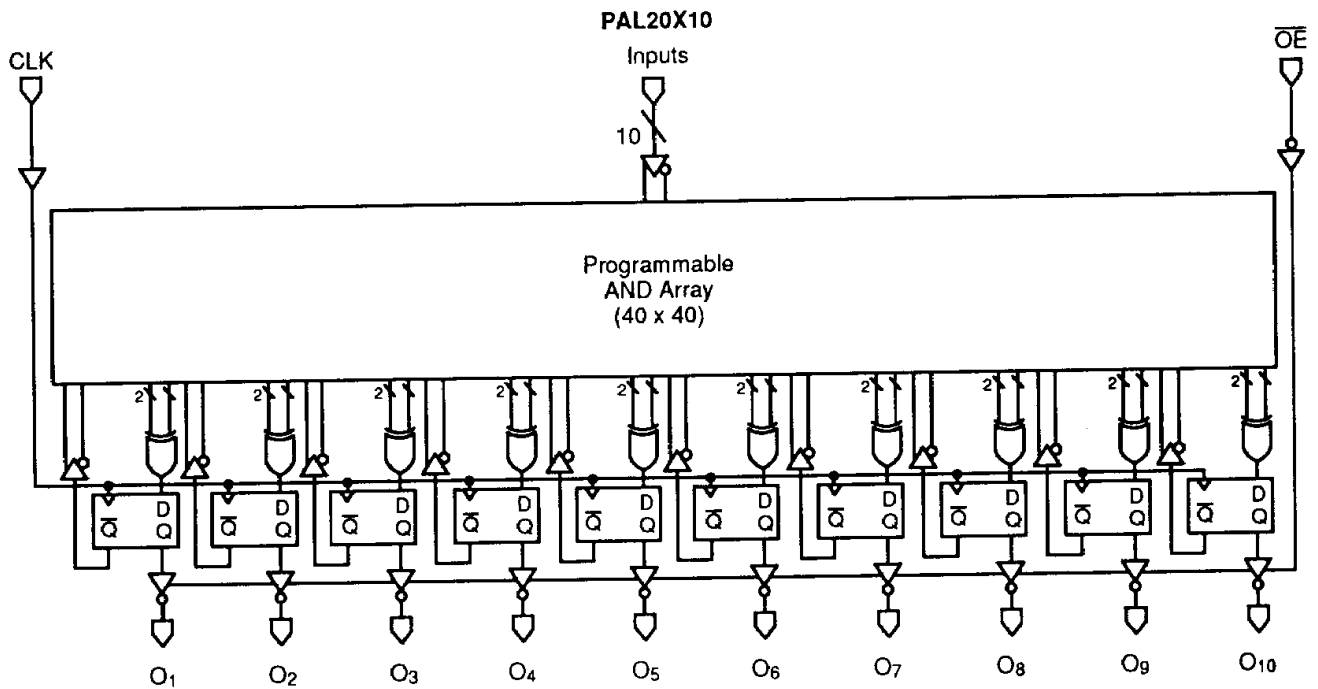 PAL20X10
CLK
Inputs
O̅E̅
10
Programmable
AND Array
(40 x 40)
2 2 2 2 2 2 2 2 2 2
D D D D D D D D D D
Q̅ Q Q̅ Q Q̅ Q Q̅ Q Q̅ Q Q̅ Q Q̅ Q Q̅ Q Q̅ Q Q̅ Q
O1 O2 O3 O4 O5 O6 O7 O8 O9 O10